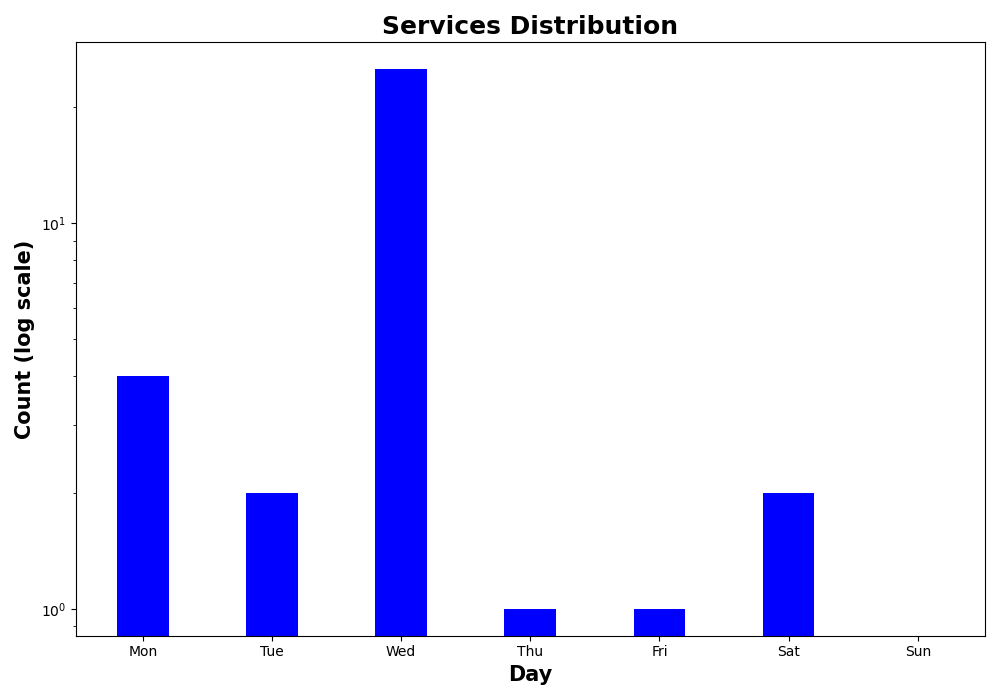 Services Distribution
Count (log scale)
10¹
10⁰
Mon Tue Wed Thu Fri Sat Sun
Day